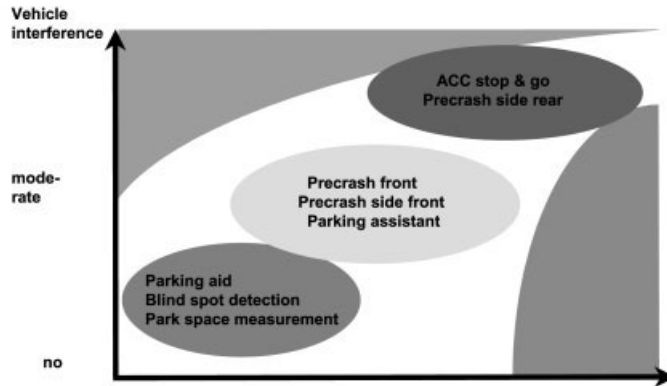 Vehicle
interference
ACC stop & go
Precrash side rear
mode-
rate
Precrash front
Precrash side front
Parking assistant
Parking aid
Blind spot detection
Park space measurement
no